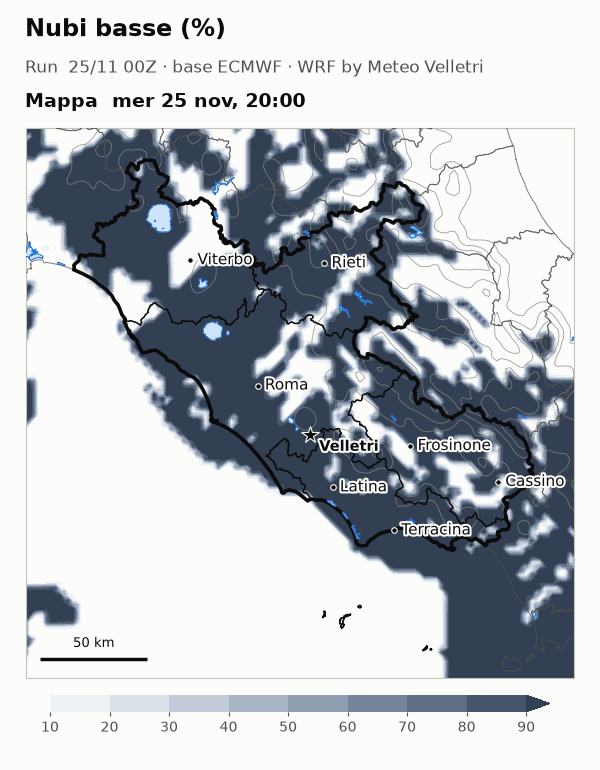 Nubi basse (%)
Run 25/11 00Z · base ECMWF · WRF by Meteo Velletri
Mappa mer 25 nov, 20:00
Viterbo
Rieti
Roma
Velletri
Frosinone
Latina
Cassino
Terracina
50 km
10 20 30 40 50 60 70 80 90